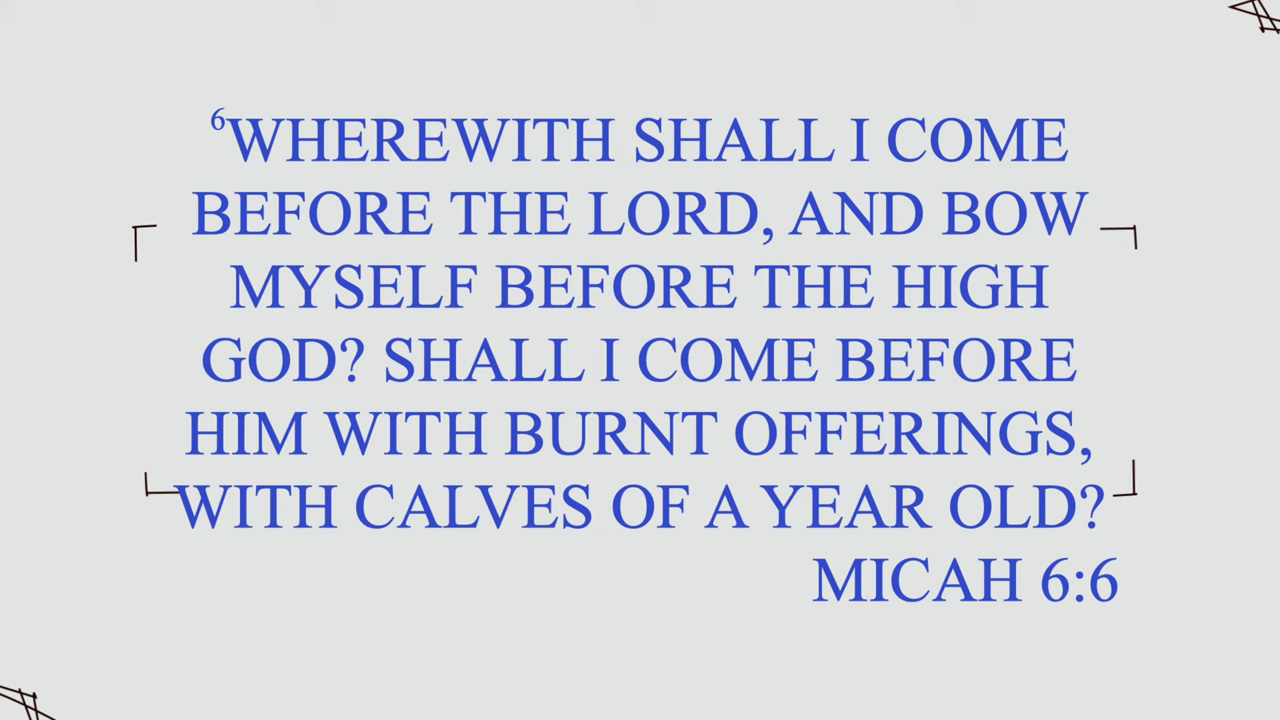 ⁶WHEREWITH SHALL I COME
BEFORE THE LORD, AND BOW
MYSELF BEFORE THE HIGH
GOD? SHALL I COME BEFORE
HIM WITH BURNT OFFERINGS,
WITH CALVES OF A YEAR OLD?
MICAH 6:6